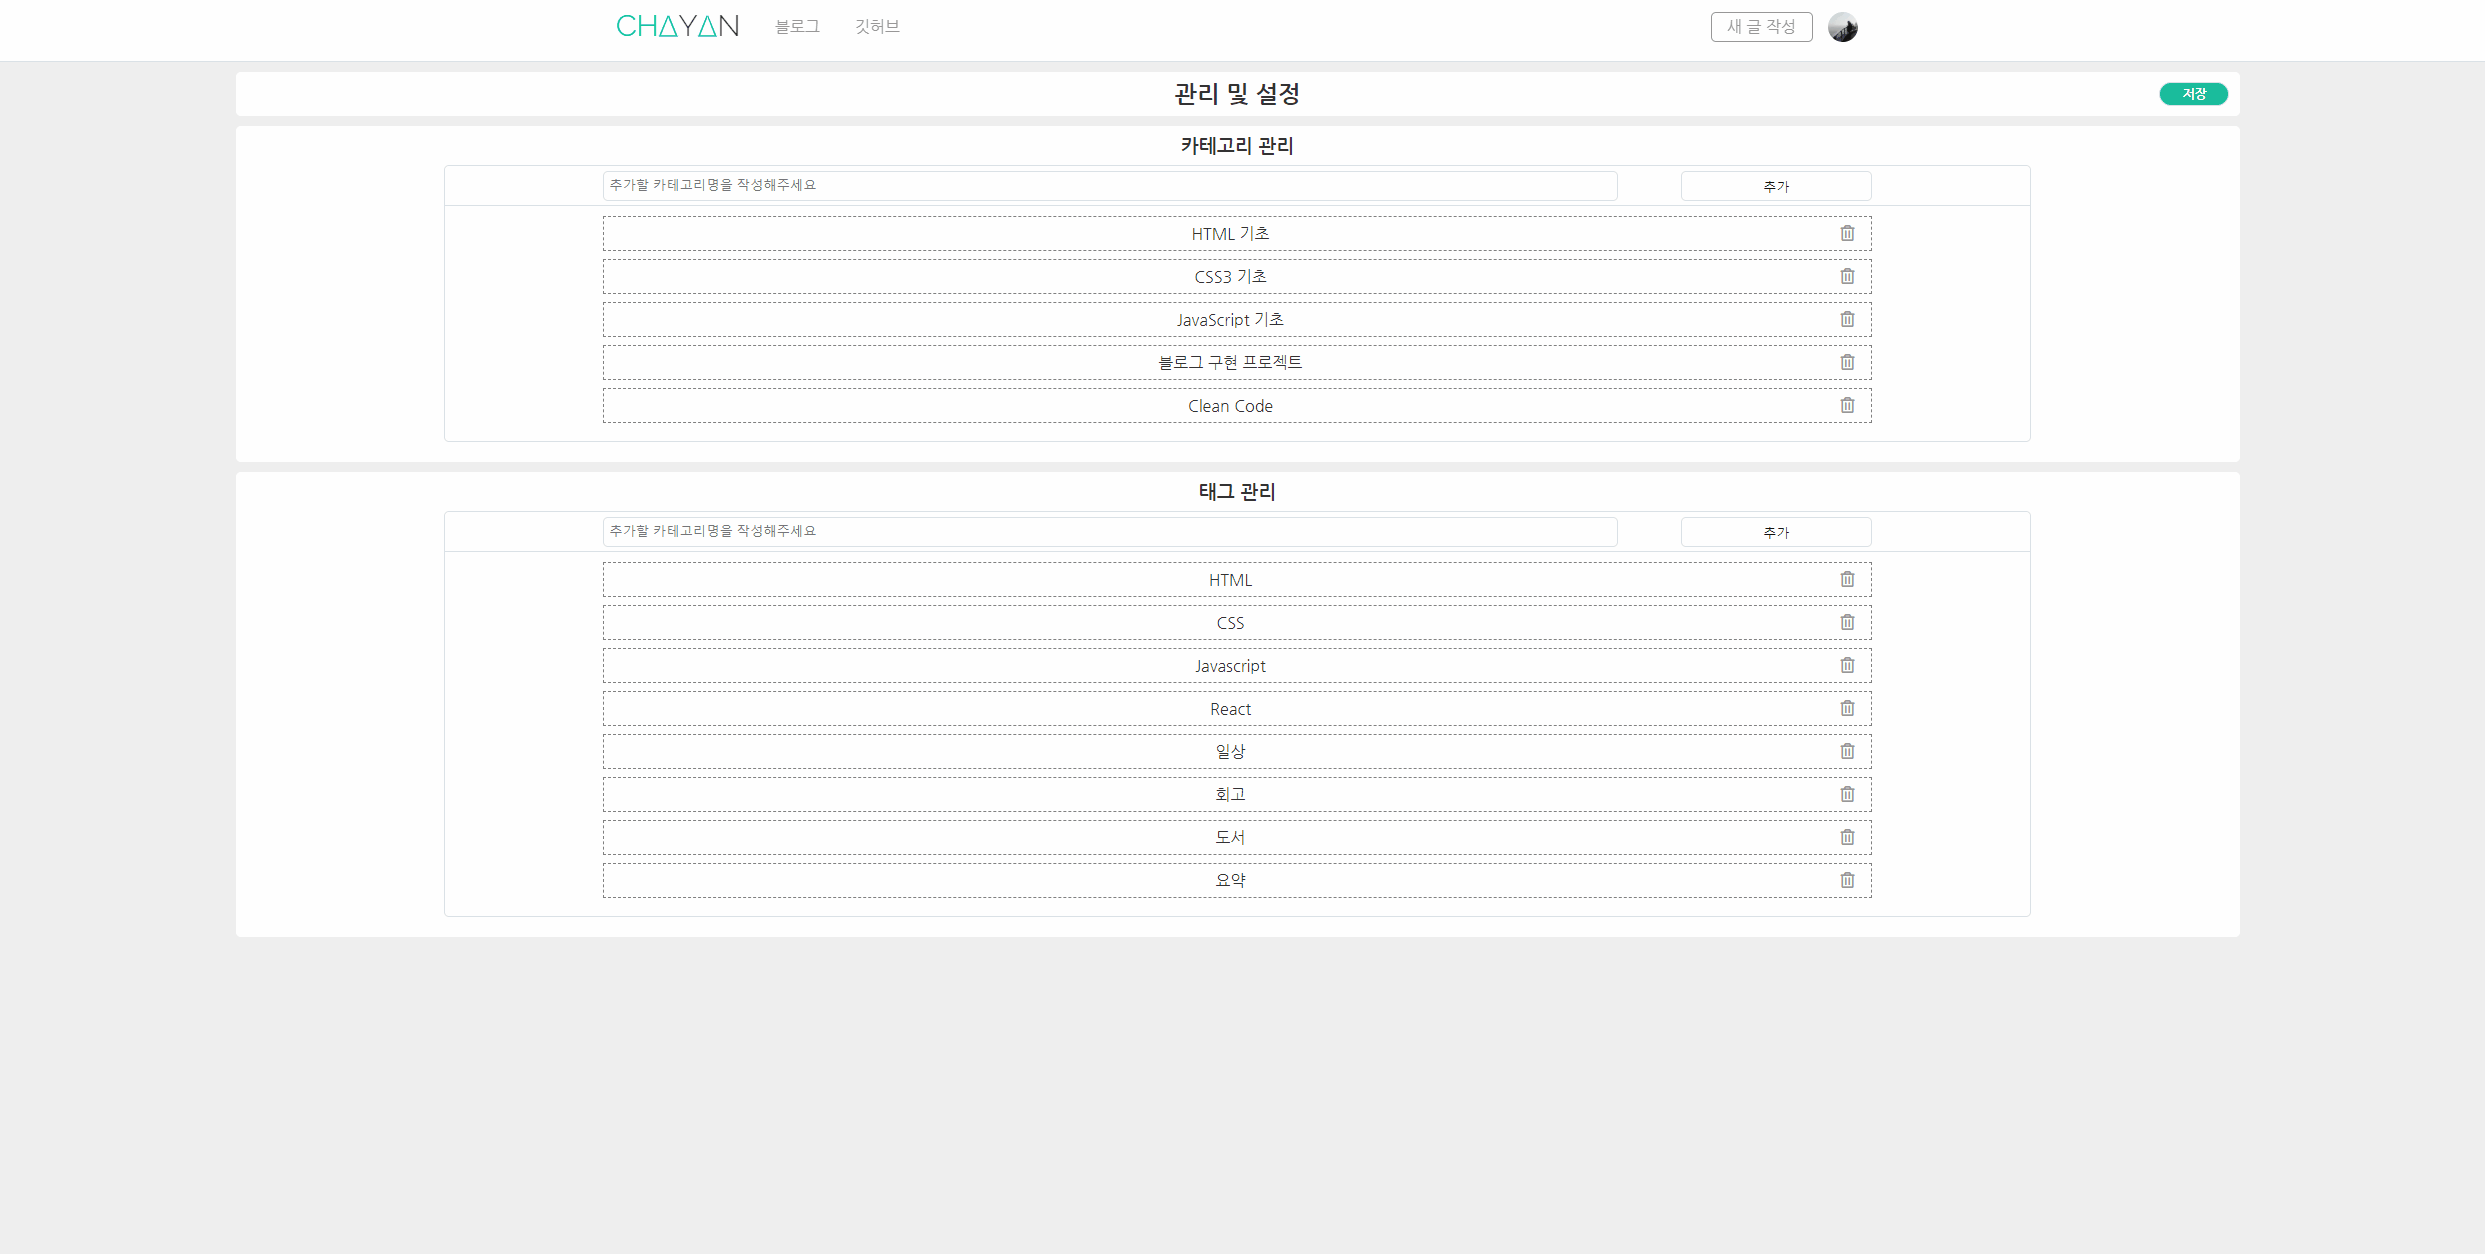 CHAYAN 블로그 깃허브 새 글 작성
관리 및 설정 저장
카테고리 관리
추가할 카테고리명을 작성해주세요 추가
HTML 기초
CSS3 기초
JavaScript 기초
블로그 구현 프로젝트
Clean Code
태그 관리
추가할 카테고리명을 작성해주세요 추가
HTML
CSS
Javascript
React
일상
회고
도서
요약